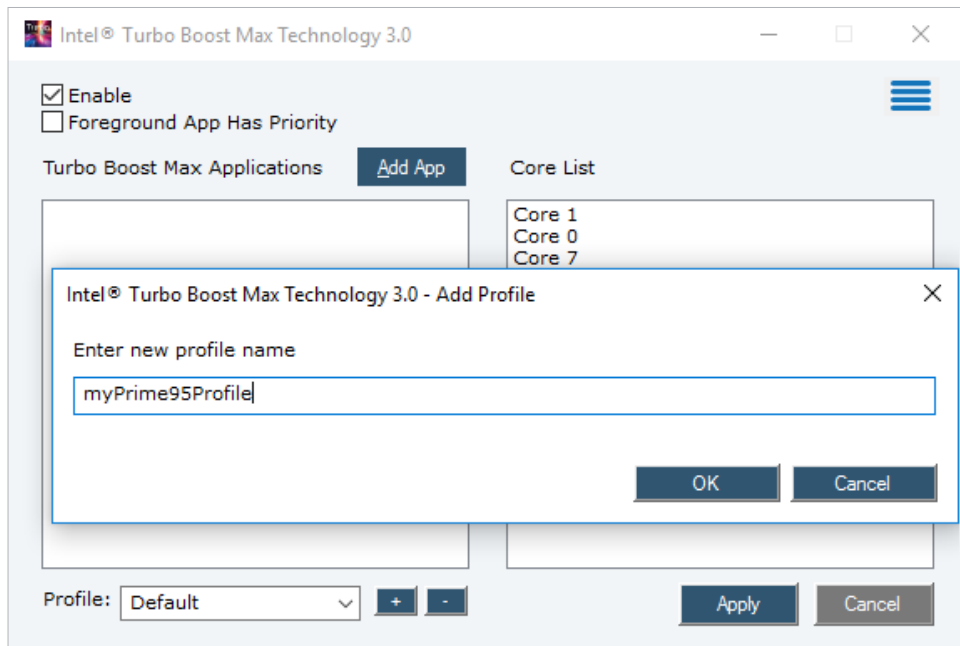 Intel® Turbo Boost Max Technology 3.0
Enable
Foreground App Has Priority
Turbo Boost Max Applications
Add App
Core List
Core 1
Core 0
Core 7
Intel® Turbo Boost Max Technology 3.0 - Add Profile
Enter new profile name
myPrime95Profile
OK
Cancel
Profile:
Default
+
-
Apply
Cancel